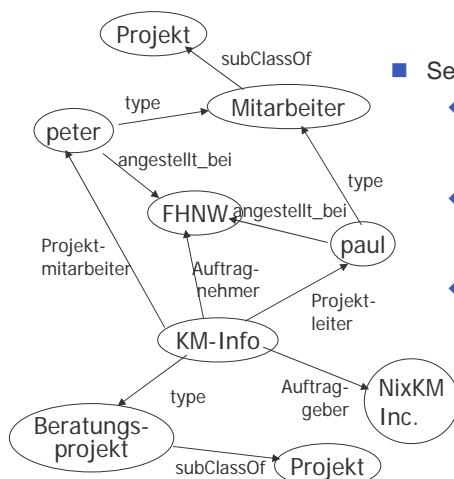 Projekt
subClassOf
Se
type
Mitarbeiter
peter
angestellt_bei
type
FHNW
angestellt_bei
paul
Projekt-
mitarbeiter
Auftrag-
nehmer
Projekt-
leiter
KM-Info
type
Auftrag-
geber
NixKM
Inc.
Beratungs-
projekt
subClassOf
Projekt